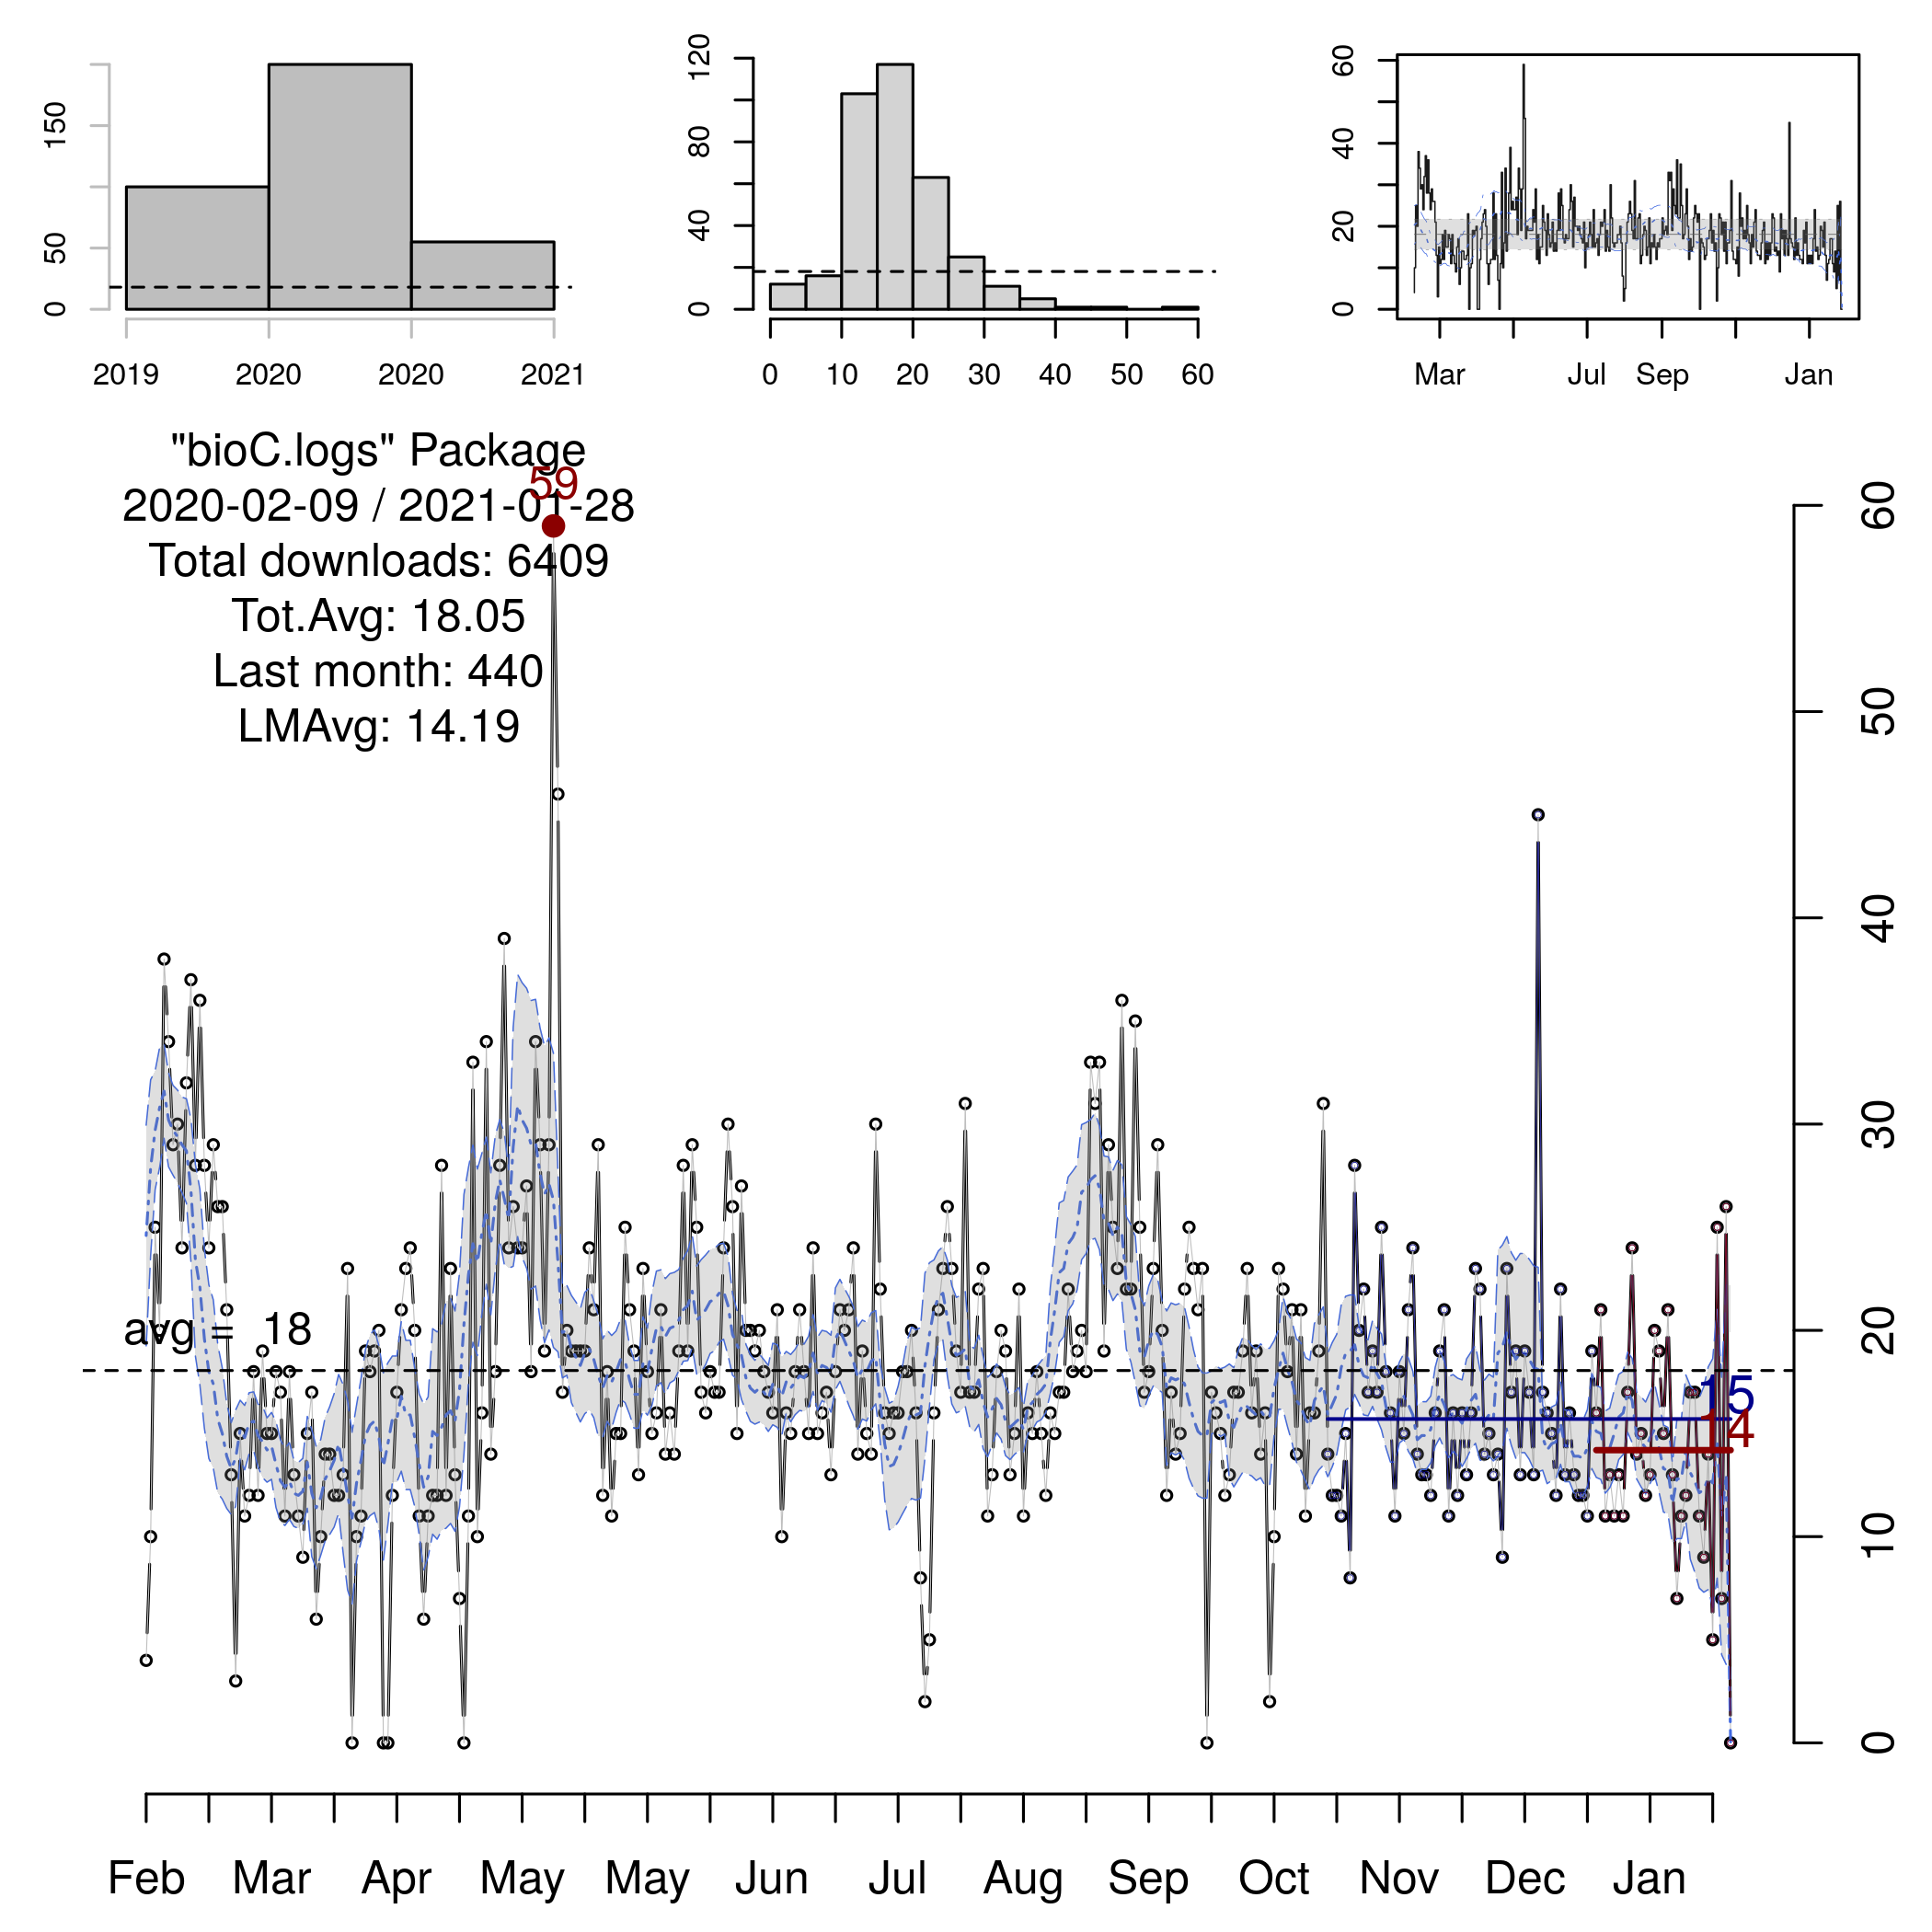 0 50 150
2019 2020 2020 2021
0 40 80 120
0 10 20 30 40 50 60
0 20 40 60
Mar Jul Sep Jan
"bioC.logs" Package
59
2020-02-09 / 2021-01-28
Total downloads: 6409
Tot.Avg: 18.05
Last month: 440
LMAvg: 14.19
avg = 18
15
14
0 10 20 30 40 50 60
Feb Mar Apr May May Jun Jul Aug Sep Oct Nov Dec Jan